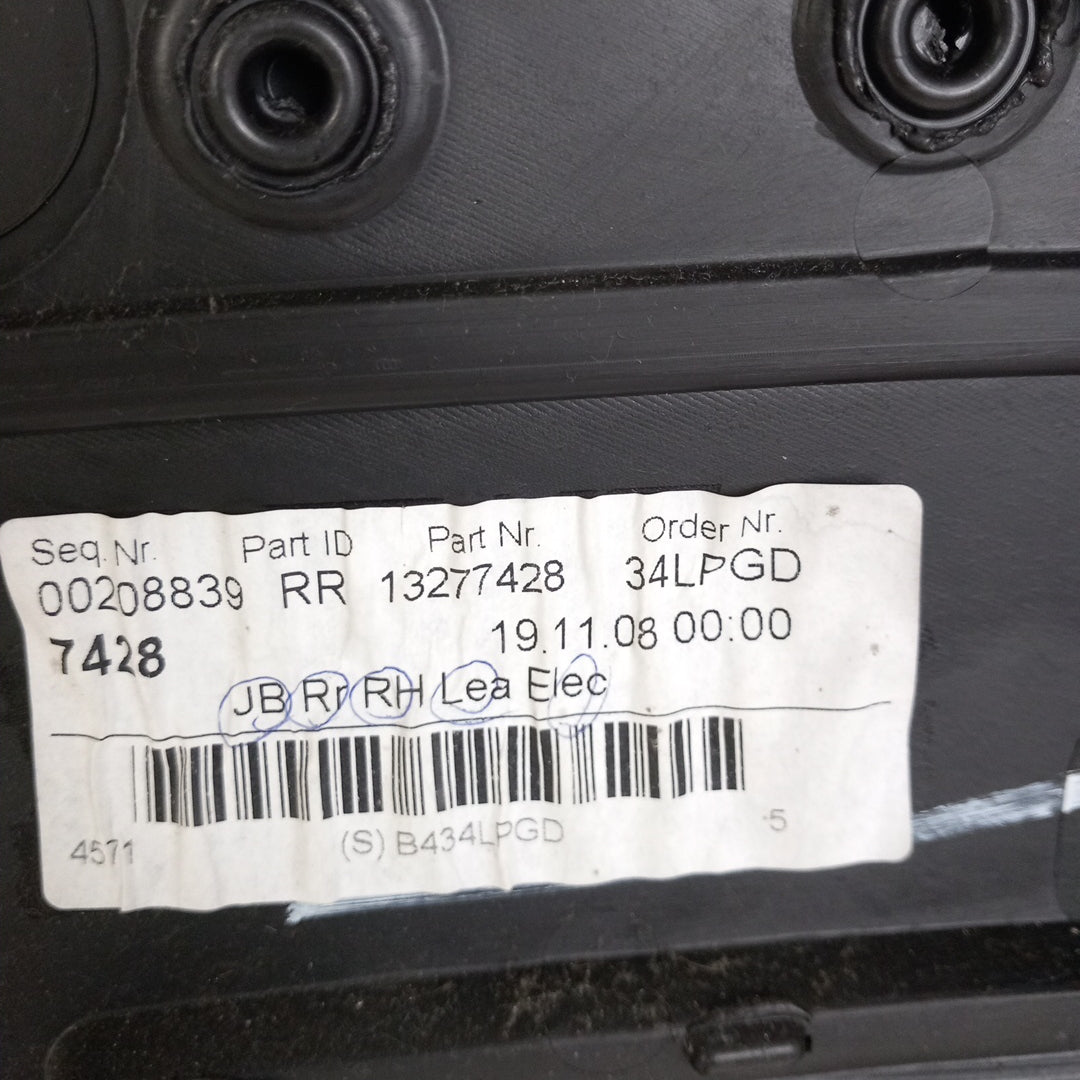 Seq.Nr. Part ID Part Nr. Order Nr.
00208839 RR 13277428 34LPGD
7428 19.11.08 00:00
JB Rr RH Lea Elec
4571 (S) B434LPGD 5